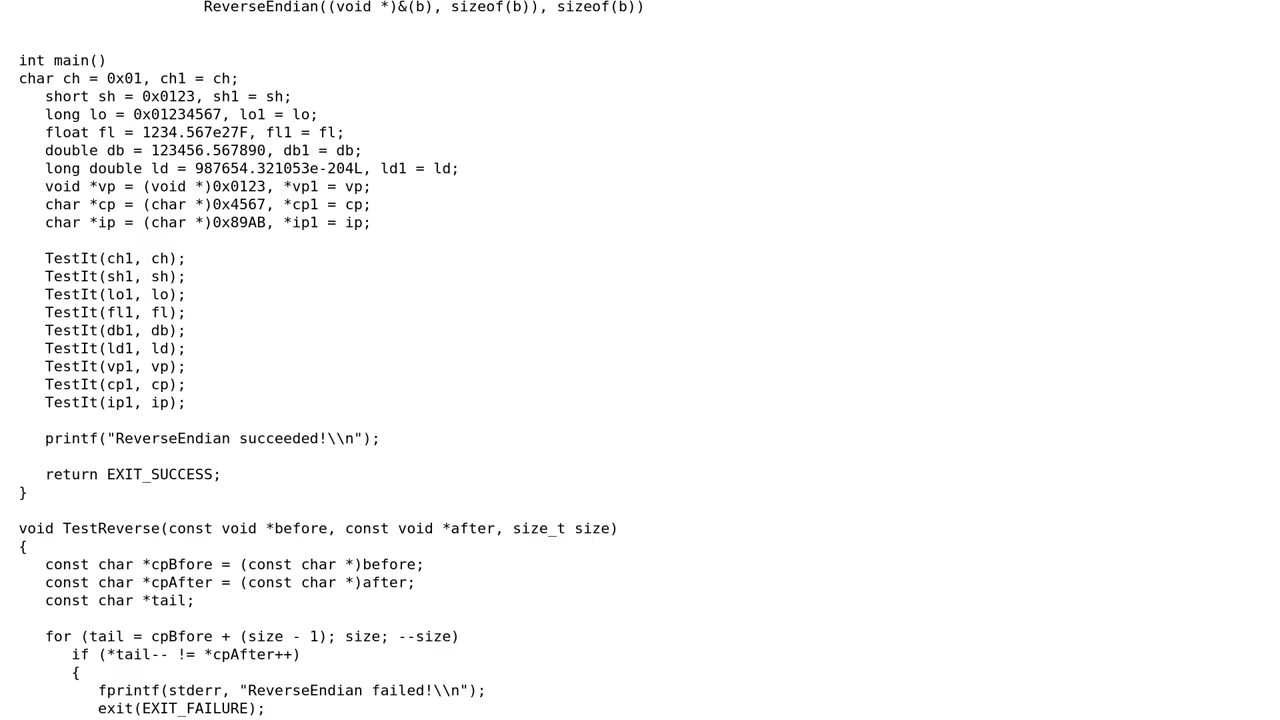 ReverseEndian((void *)&(b), sizeof(b)), sizeof(b))
int main()
char ch = 0x01, ch1 = ch;
short sh = 0x0123, sh1 = sh;
long lo = 0x01234567, lo1 = lo;
float fl = 1234.567e27F, fl1 = fl;
double db = 123456.567890, db1 = db;
long double ld = 987654.321053e-204L, ld1 = ld;
void *vp = (void *)0x0123, *vp1 = vp;
char *cp = (char *)0x4567, *cp1 = cp;
char *ip = (char *)0x89AB, *ip1 = ip;
TestIt(ch1, ch);
TestIt(sh1, sh);
TestIt(lo1, lo);
TestIt(fl1, fl);
TestIt(db1, db);
TestIt(ld1, ld);
TestIt(vp1, vp);
TestIt(cp1, cp);
TestIt(ip1, ip);
printf("ReverseEndian succeeded!\\n");
return EXIT_SUCCESS;
}
void TestReverse(const void *before, const void *after, size_t size)
{
const char *cpBfore = (const char *)before;
const char *cpAfter = (const char *)after;
const char *tail;
for (tail = cpBfore + (size - 1); size; --size)
if (*tail-- != *cpAfter++)
{
fprintf(stderr, "ReverseEndian failed!\\n");
exit(EXIT_FAILURE);